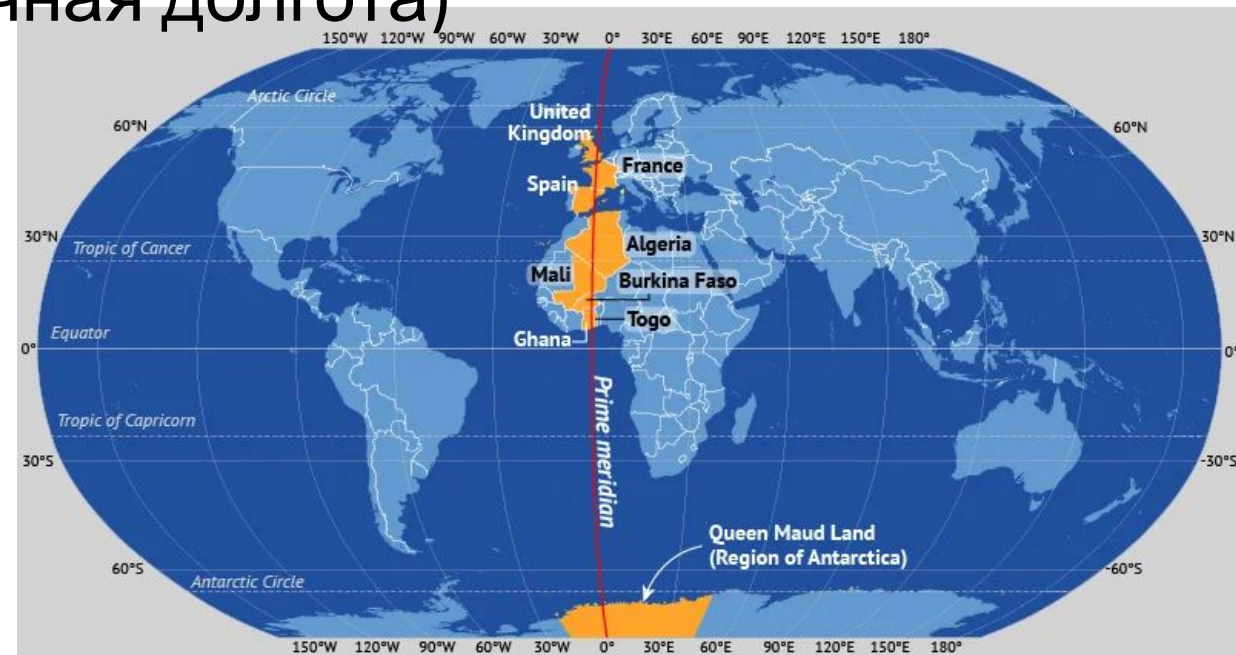 долгота)
150°W 120°W 90°W 60°W 30°W 0° 30°E 60°E 90°E 120°E 150°E 180°
Arctic Circle
United
Kingdom
60°N
60°N
France
Spain
30°N
30°N
Tropic of Cancer
Algeria
Mali
Burkina Faso
Togo
Equator
Ghana
0°
0°
Prime meridian
Tropic of Capricorn
30°S
-30°S
Queen Maud Land
(Region of Antarctica)
60°S
-60°S
Antarctic Circle
150°W 120°W 90°W 60°W 30°W 0° 30°E 60°E 90°E 120°E 150°E 180°